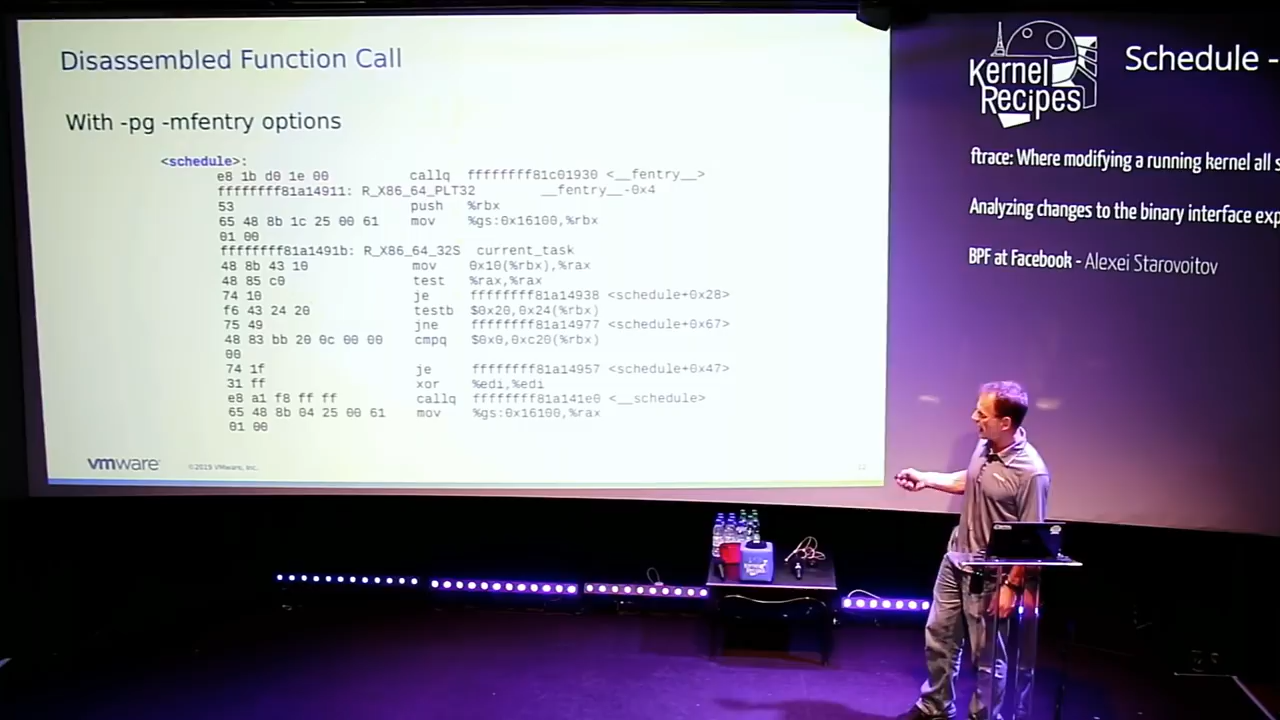 Disassembled Function Call
With -pg -mfentry options
<schedule>:
e8 1b d0 1e 00 callq ffffffff81c01930 <__fentry__>
ffffffff81a14911: R_X86_64_PLT32 __fentry__-0x4
53 push %rbx
65 48 8b 1c 25 00 61 mov %gs:0x16100,%rbx
01 00
ffffffff81a1491b: R_X86_64_32S current_task
48 8b 43 10 mov 0x10(%rbx),%rax
48 85 c0 test %rax,%rax
74 10 je ffffffff81a14938 <schedule+0x28>
f6 43 24 20 testb $0x20,0x24(%rbx)
75 49 jne ffffffff81a14977 <schedule+0x67>
48 83 bb 20 0c 00 00 cmpq $0x0,0xc20(%rbx)
00
74 1f je ffffffff81a14957 <schedule+0x47>
31 ff xor %edi,%edi
e8 a1 f8 ff ff callq ffffffff81a141e0 <__schedule>
65 48 8b 04 25 00 61 mov %gs:0x16100,%rax
01 00
vmware
©2019 VMware, Inc.
Kernel
Recipes
Schedule -
ftrace: Where modifying a running kernel all s
Analyzing changes to the binary interface exp
BPF at Facebook - Alexei Starovoitov